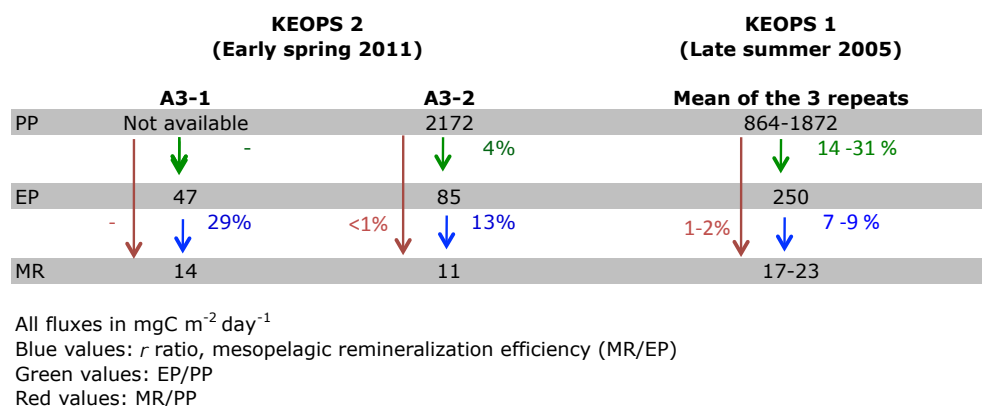 KEOPS 2 KEOPS 1
(Early spring 2011) (Late summer 2005)
A3-1 A3-2 Mean of the 3 repeats
PP Not available 2172 864-1872
- 4% 14 -31 %
EP 47 85 250
- 29% <1% 13% 1-2% 7 -9 %
MR 14 11 17-23
All fluxes in mgC m⁻² day⁻¹
Blue values: r ratio, mesopelagic remineralization efficiency (MR/EP)
Green values: EP/PP
Red values: MR/PP